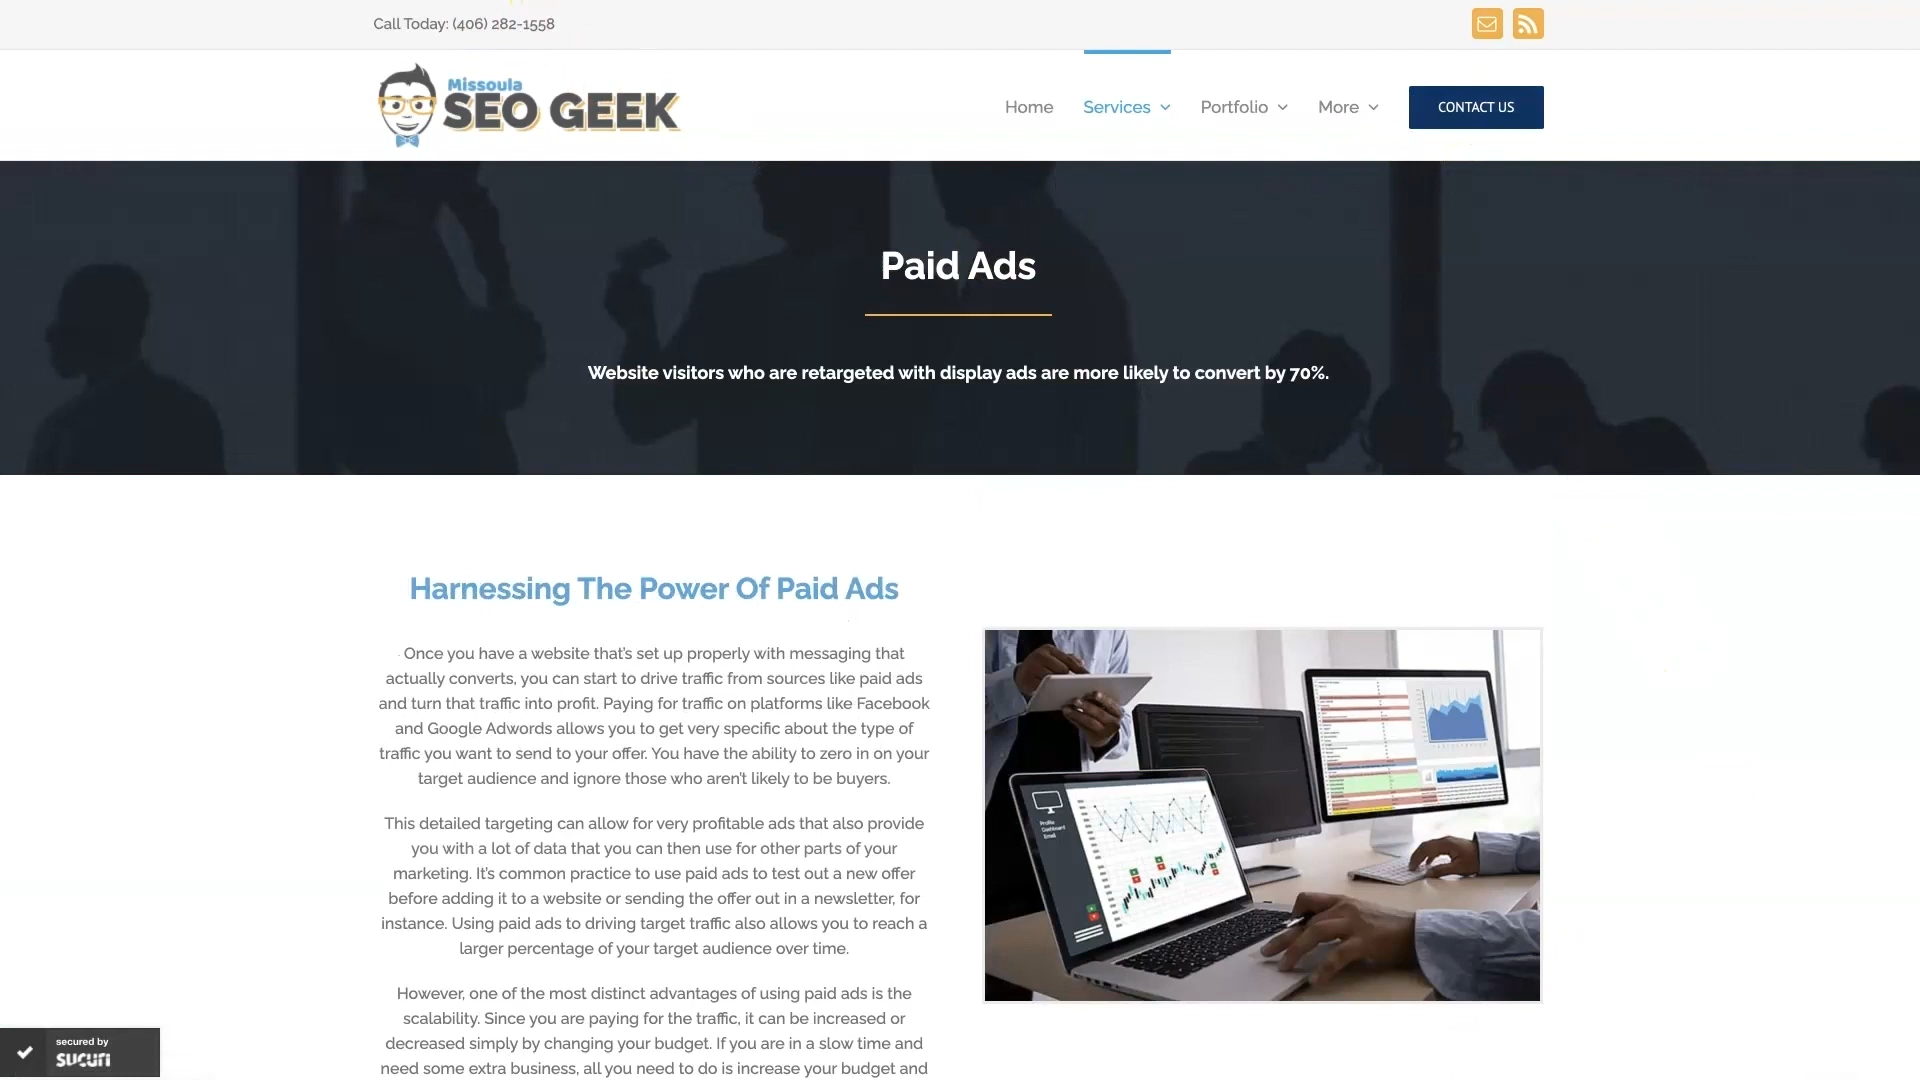 Call Today: (406) 282-1558
Missoula
SEO GEEK
Home
Services
Portfolio
More
CONTACT US
Paid Ads
Website visitors who are retargeted with display ads are more likely to convert by 70%.
Harnessing The Power Of Paid Ads
Once you have a website that's set up properly with messaging that
actually converts, you can start to drive traffic from sources like paid ads
and turn that traffic into profit. Paying for traffic on platforms like Facebook
and Google Adwords allows you to get very specific about the type of
traffic you want to send to your offer. You have the ability to zero in on your
target audience and ignore those who aren't likely to be buyers.
This detailed targeting can allow for very profitable ads that also provide
you with a lot of data that you can then use for other parts of your
marketing. It's common practice to use paid ads to test out a new offer
before adding it to a website or sending the offer out in a newsletter, for
instance. Using paid ads to driving target traffic also allows you to reach a
larger percentage of your target audience over time.
However, one of the most distinct advantages of using paid ads is the
scalability. Since you are paying for the traffic, it can be increased or
decreased simply by changing your budget. If you are in a slow time and
need some extra business, all you need to do is increase your budget and
Profile
Dashboard
Email
secured by
sucuri